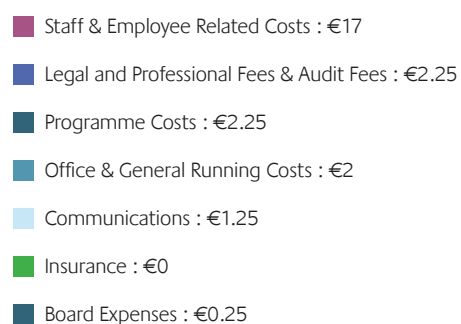 Staff & Employee Related Costs : €17
Legal and Professional Fees & Audit Fees : €2.25
Programme Costs : €2.25
Office & General Running Costs : €2
Communications : €1.25
Insurance : €0
Board Expenses : €0.25